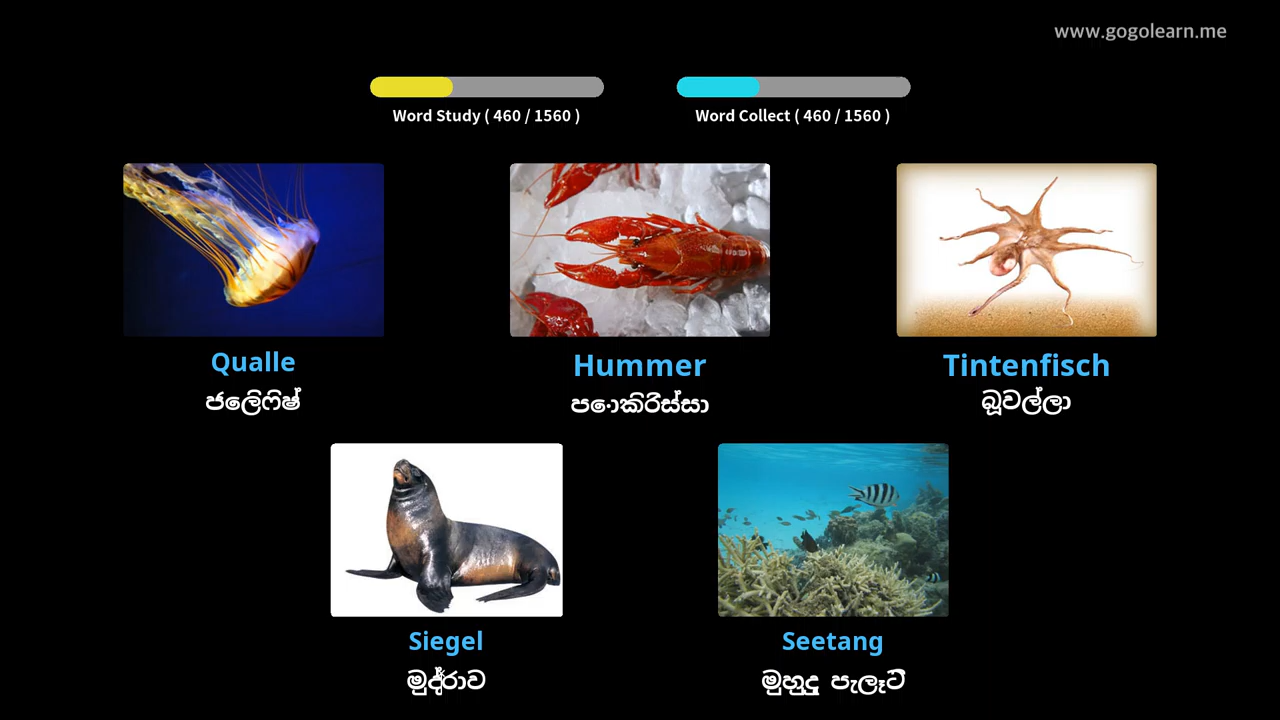 www.gogolearn.me
Word Study ( 460 / 1560 )
Word Collect ( 460 / 1560 )
Qualle
Hummer
Tintenfisch
ජෙලිෆිෂ්
පොකිරිස්සා
බූවල්ලා
Siegel
Seetang
මුද්‍රාව
මුහුදු පැලෑටි